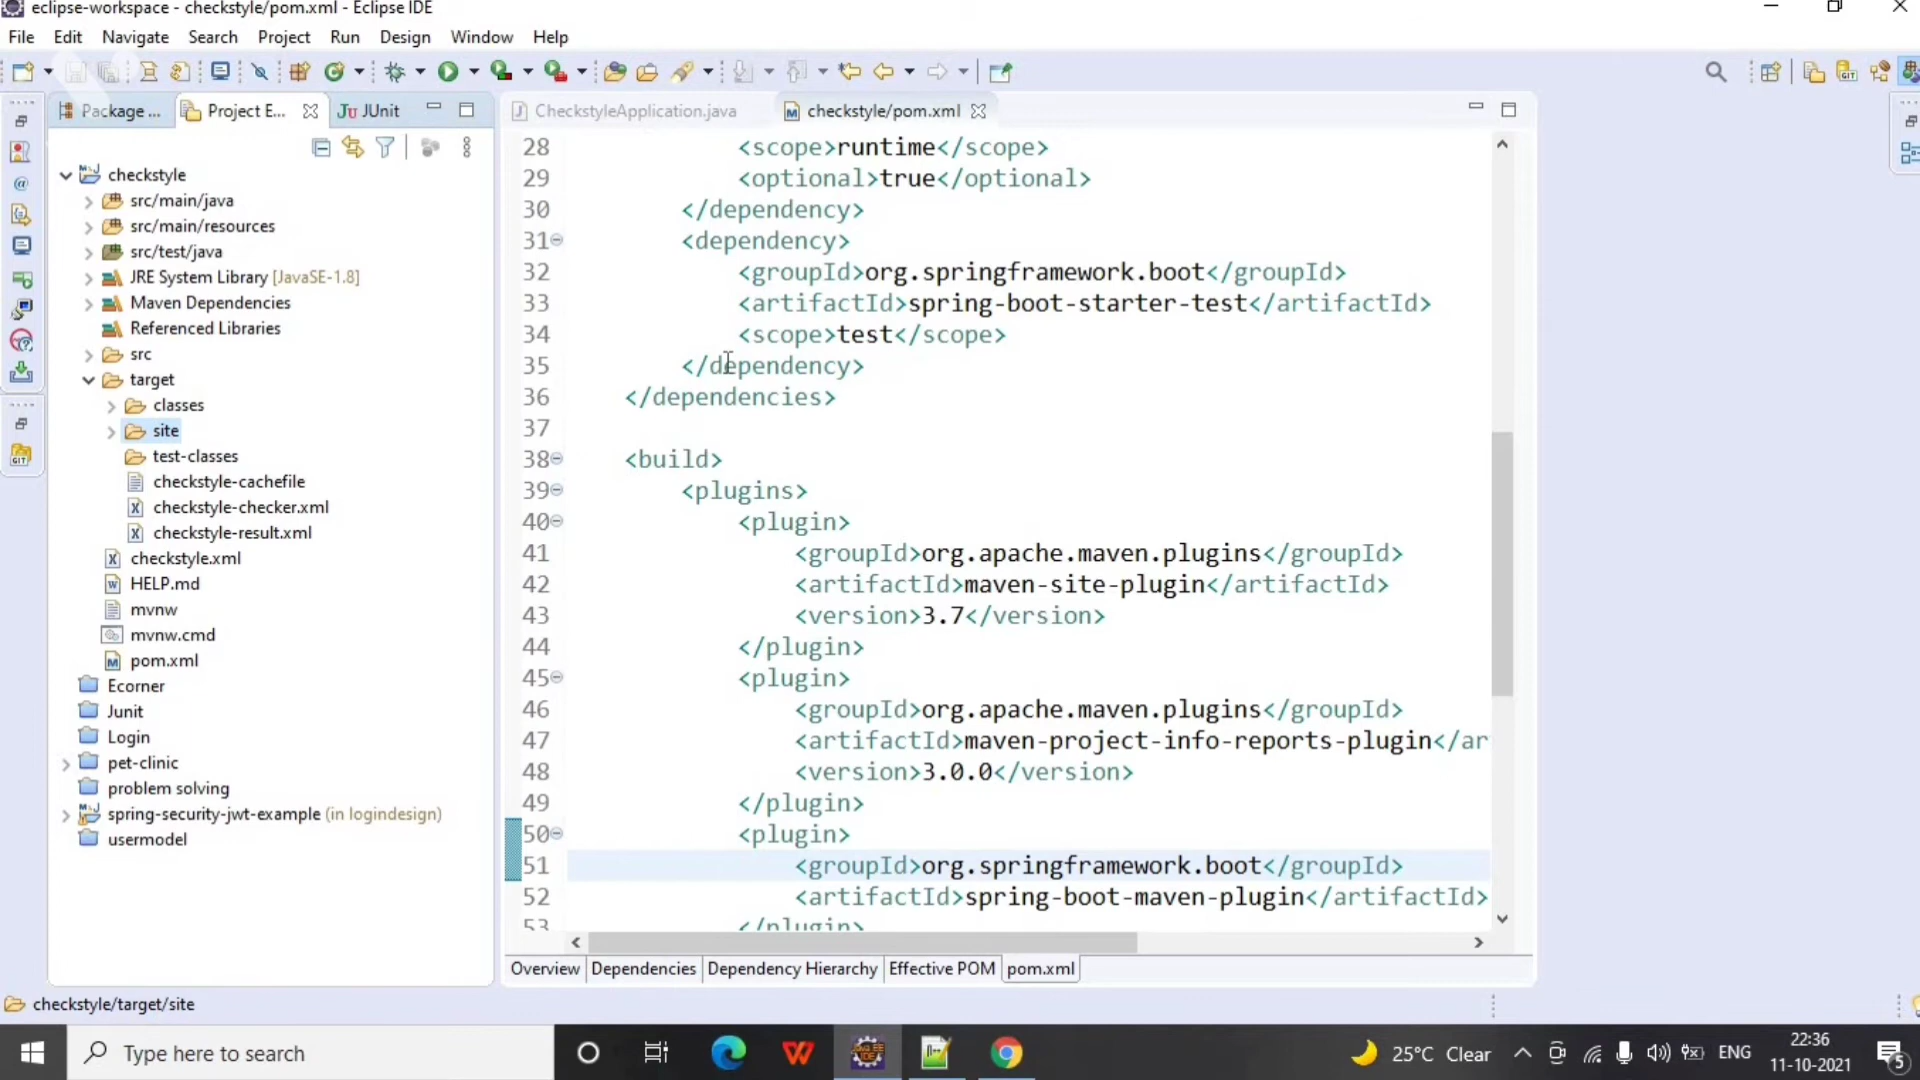 eclipse-workspace - checkstyle/pom.xml - Eclipse IDE
File Edit Navigate Search Project Run Design Window Help
Package ... Project E... JUnit
checkstyle
src/main/java
src/main/resources
src/test/java
JRE System Library [JavaSE-1.8]
Maven Dependencies
Referenced Libraries
src
target
classes
site
test-classes
checkstyle-cachefile
checkstyle-checker.xml
checkstyle-result.xml
checkstyle.xml
HELP.md
mvnw
mvnw.cmd
pom.xml
Ecorner
Junit
Login
pet-clinic
problem solving
spring-security-jwt-example (in logindesign)
usermodel
CheckstyleApplication.java checkstyle/pom.xml
28 <scope>runtime</scope>
29 <optional>true</optional>
30 </dependency>
31 <dependency>
32 <groupId>org.springframework.boot</groupId>
33 <artifactId>spring-boot-starter-test</artifactId>
34 <scope>test</scope>
35 </dependency>
36 </dependencies>
37
38 <build>
39 <plugins>
40 <plugin>
41 <groupId>org.apache.maven.plugins</groupId>
42 <artifactId>maven-site-plugin</artifactId>
43 <version>3.7</version>
44 </plugin>
45 <plugin>
46 <groupId>org.apache.maven.plugins</groupId>
47 <artifactId>maven-project-info-reports-plugin</ar
48 <version>3.0.0</version>
49 </plugin>
50 <plugin>
51 <groupId>org.springframework.boot</groupId>
52 <artifactId>spring-boot-maven-plugin</artifactId>
53 </plugin>
Overview Dependencies Dependency Hierarchy Effective POM pom.xml
checkstyle/target/site
Type here to search
25°C Clear
ENG
22:36
11-10-2021
5